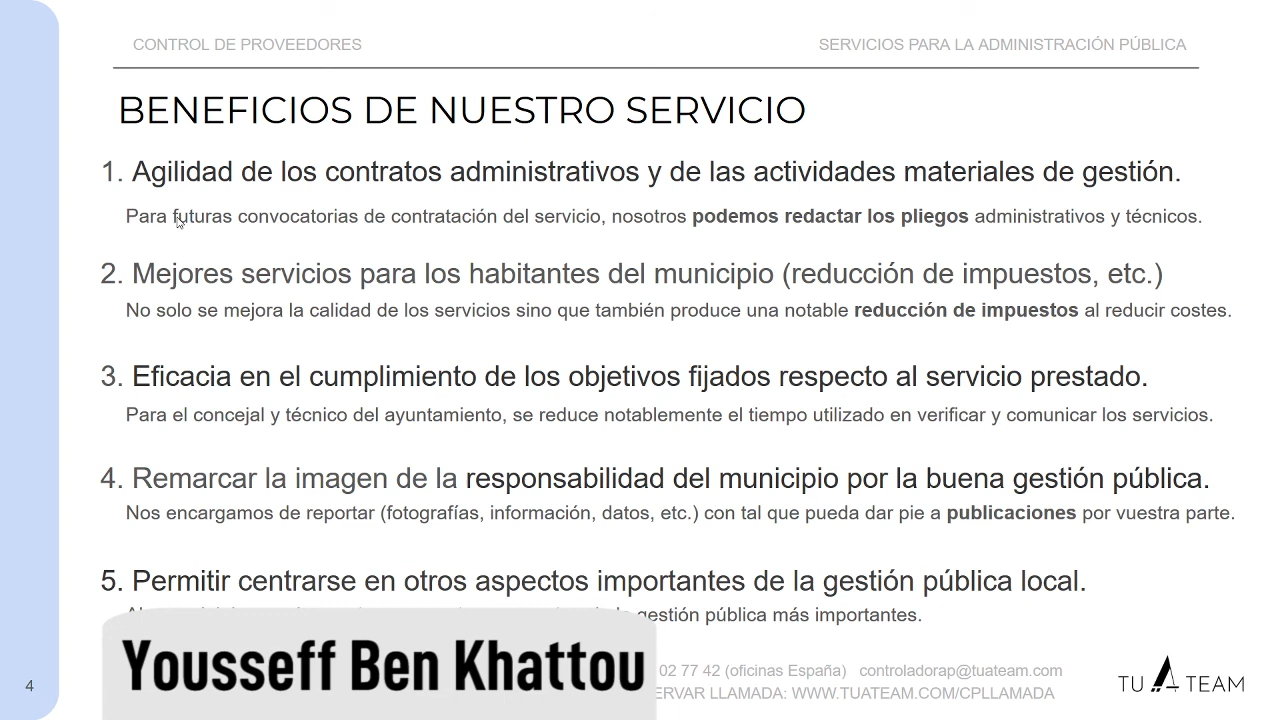 CONTROL DE PROVEEDORES
SERVICIOS PARA LA ADMINISTRACIÓN PÚBLICA
BENEFICIOS DE NUESTRO SERVICIO
1. Agilidad de los contratos administrativos y de las actividades materiales de gestión.
Para futuras convocatorias de contratación del servicio, nosotros podemos redactar los pliegos administrativos y técnicos.
2. Mejores servicios para los habitantes del municipio (reducción de impuestos, etc.)
No solo se mejora la calidad de los servicios sino que también produce una notable reducción de impuestos al reducir costes.
3. Eficacia en el cumplimiento de los objetivos fijados respecto al servicio prestado.
Para el concejal y técnico del ayuntamiento, se reduce notablemente el tiempo utilizado en verificar y comunicar los servicios.
4. Remarcar la imagen de la responsabilidad del municipio por la buena gestión pública.
Nos encargamos de reportar (fotografías, información, datos, etc.) con tal que pueda dar pie a publicaciones por vuestra parte.
5. Permitir centrarse en otros aspectos importantes de la gestión pública local.
gestión pública más importantes.
Yousseff Ben Khattou
02 77 42 (oficinas España) controladorap@tuateam.com
ERVAR LLAMADA: WWW.TUATEAM.COM/CPLLAMADA
4
TU A TEAM